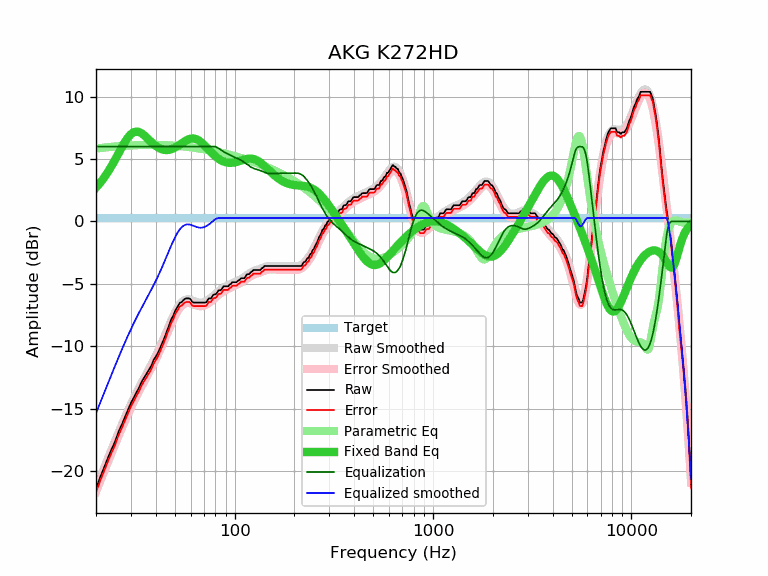 AKG K272HD
Amplitude (dBr)
10
5
0
−5
−10
−15
−20
Target
Raw Smoothed
Error Smoothed
Raw
Error
Parametric Eq
Fixed Band Eq
Equalization
Equalized smoothed
100
1000
10000
Frequency (Hz)